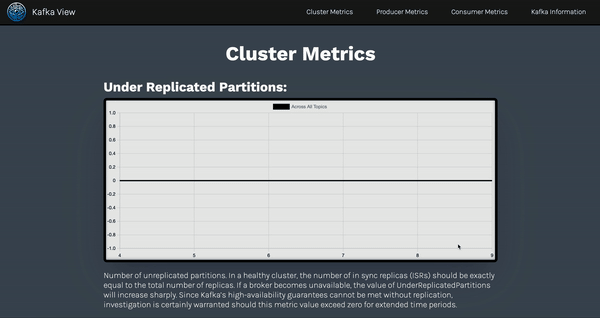 Kafka View
Cluster Metrics
Producer Metrics
Consumer Metrics
Kafka Information
Cluster Metrics
Under Replicated Partitions:
Across All Topics
1.0
0.8
0.6
0.4
0.2
0
-0.2
-0.4
-0.6
-0.8
-1.0
4 5 6 7 8 9
Number of unreplicated partitions. In a healthy cluster, the number of in sync replicas (ISRs) should be exactly
equal to the total number of replicas. If a broker becomes unavailable, the value of UnderReplicatedPartitions
will increase sharply. Since Kafka's high-availability guarantees cannot be met without replication,
investigation is certainly warranted should this metric value exceed zero for extended time periods.